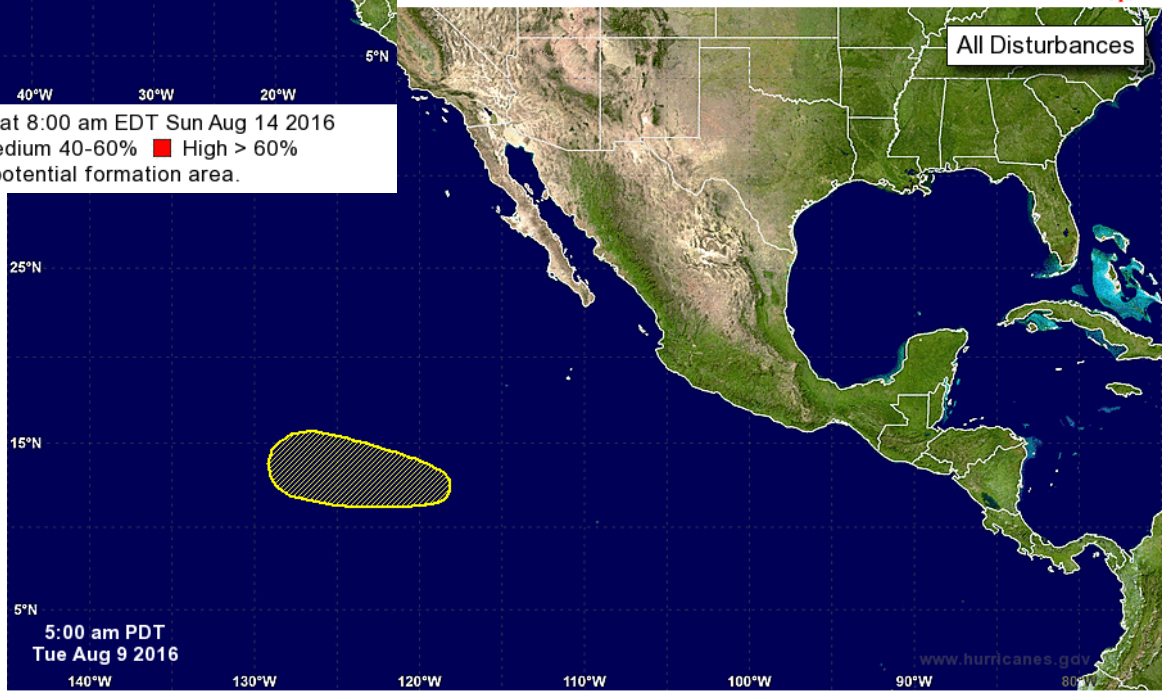 All Disturbances
5°N
40°W 30°W 20°W
at 8:00 am EDT Sun Aug 14 2016
edium 40-60% High > 60%
potential formation area.
25°N
15°N
5°N
5:00 am PDT
Tue Aug 9 2016
www.hurricanes.gov
140°W 130°W 120°W 110°W 100°W 90°W 80°W